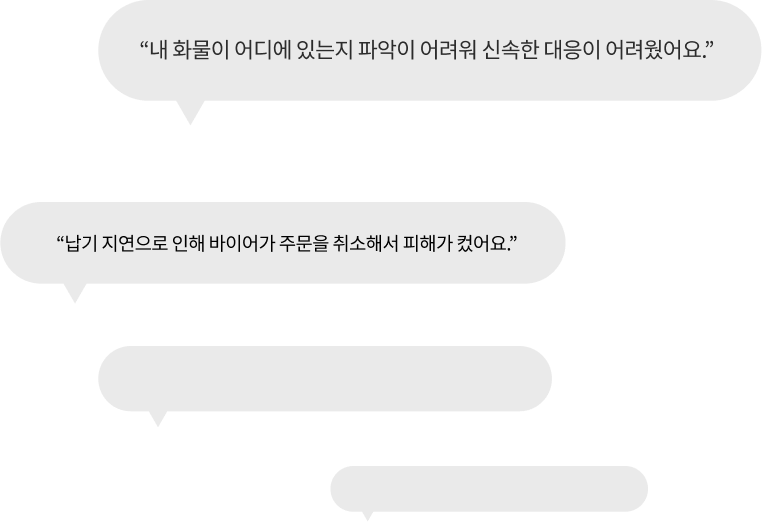 “내 화물이 어디에 있는지 파악이 어려워 신속한 대응이 어려웠어요.”
“납기 지연으로 인해 바이어가 주문을 취소해서 피해가 컸어요.”